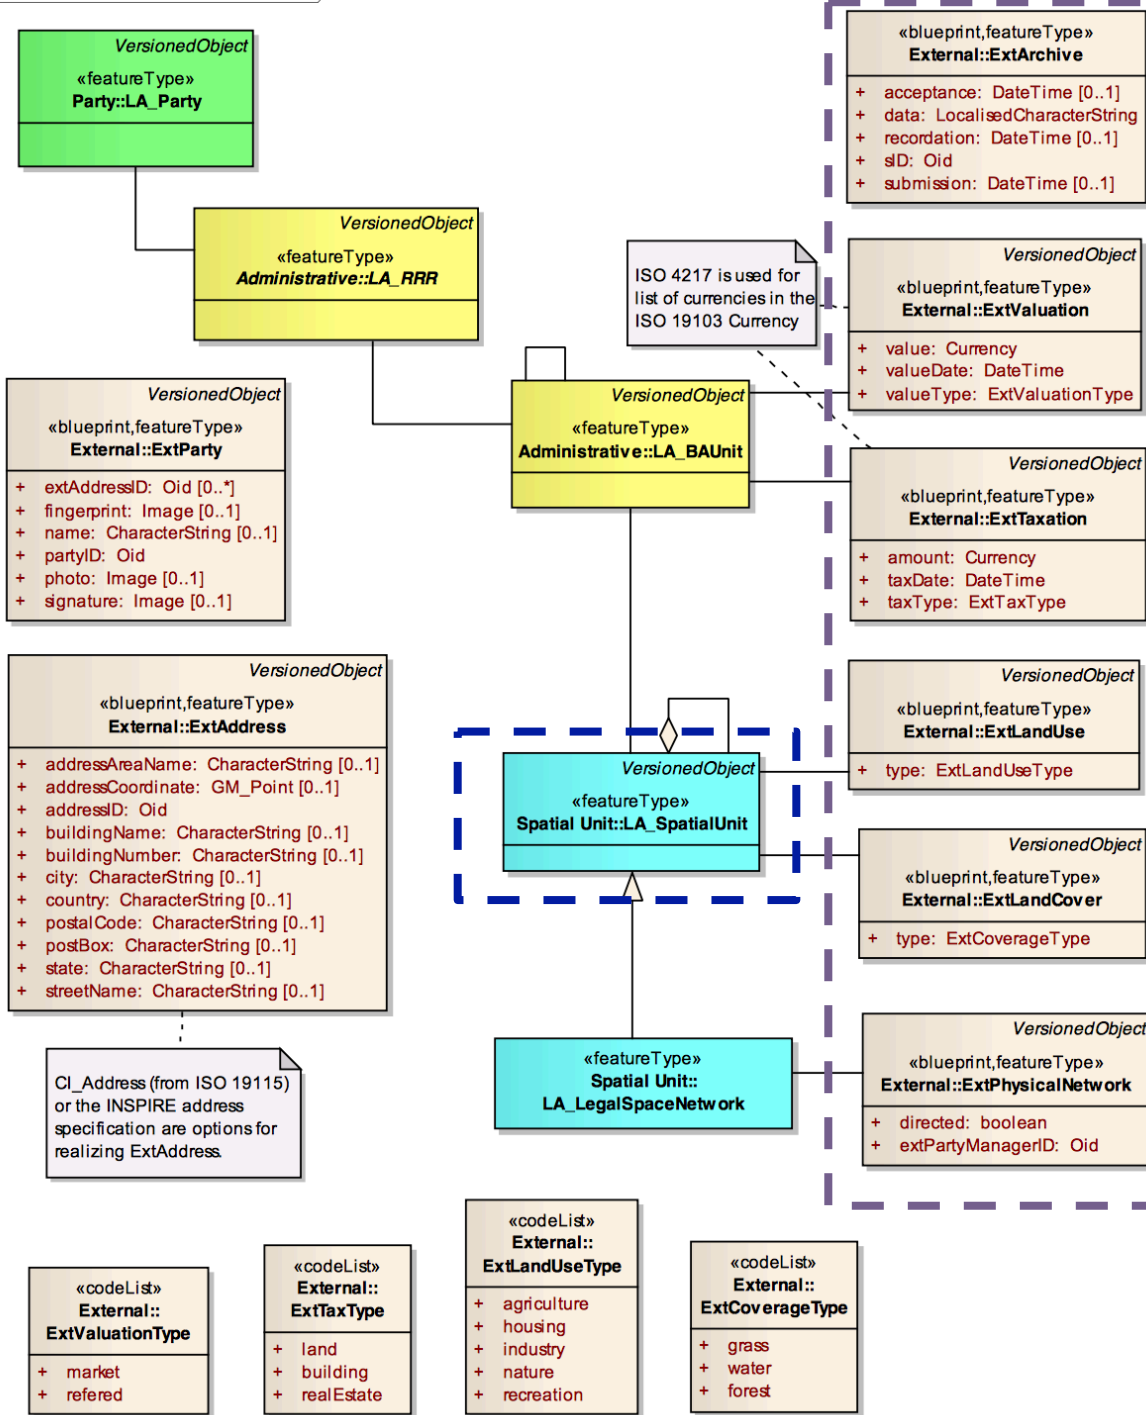 VersionedObject
«featureType»
Party::LA_Party
VersionedObject
«featureType»
Administrative::LA_RRR
VersionedObject
«featureType»
Administrative::LA_BAUnit
ISO 4217 is used for
list of currencies in the
ISO 19103 Currency
«blueprint,featureType»
External::ExtArchive
+ acceptance: DateTime [0..1]
+ data: LocalisedCharacterString
+ recordation: DateTime [0..1]
+ sID: Oid
+ submission: DateTime [0..1]
VersionedObject
«blueprint,featureType»
External::ExtValuation
+ value: Currency
+ valueDate: DateTime
+ valueType: ExtValuationType
VersionedObject
«blueprint,featureType»
External::ExtTaxation
+ amount: Currency
+ taxDate: DateTime
+ taxType: ExtTaxType
VersionedObject
«blueprint,featureType»
External::ExtParty
+ extAddressID: Oid [0..*]
+ fingerprint: Image [0..1]
+ name: CharacterString [0..1]
+ partyID: Oid
+ photo: Image [0..1]
+ signature: Image [0..1]
VersionedObject
«blueprint,featureType»
External::ExtAddress
+ addressAreaName: CharacterString [0..1]
+ addressCoordinate: GM_Point [0..1]
+ addressID: Oid
+ buildingName: CharacterString [0..1]
+ buildingNumber: CharacterString [0..1]
+ city: CharacterString [0..1]
+ country: CharacterString [0..1]
+ postalCode: CharacterString [0..1]
+ postBox: CharacterString [0..1]
+ state: CharacterString [0..1]
+ streetName: CharacterString [0..1]
CI_Address (from ISO 19115)
or the INSPIRE address
specification are options for
realizing ExtAddress.
VersionedObject
«featureType»
Spatial Unit::LA_SpatialUnit
«featureType»
Spatial Unit::
LA_LegalSpaceNetwork
VersionedObject
«blueprint,featureType»
External::ExtLandUse
+ type: ExtLandUseType
VersionedObject
«blueprint,featureType»
External::ExtLandCover
+ type: ExtCoverageType
VersionedObject
«blueprint,featureType»
External::ExtPhysicalNetwork
+ directed: boolean
+ extPartyManagerID: Oid
«codeList»
External::
ExtValuationType
+ market
+ refered
«codeList»
External::
ExtTaxType
+ land
+ building
+ realEstate
«codeList»
External::
ExtLandUseType
+ agriculture
+ housing
+ industry
+ nature
+ recreation
«codeList»
External::
ExtCoverageType
+ grass
+ water
+ forest